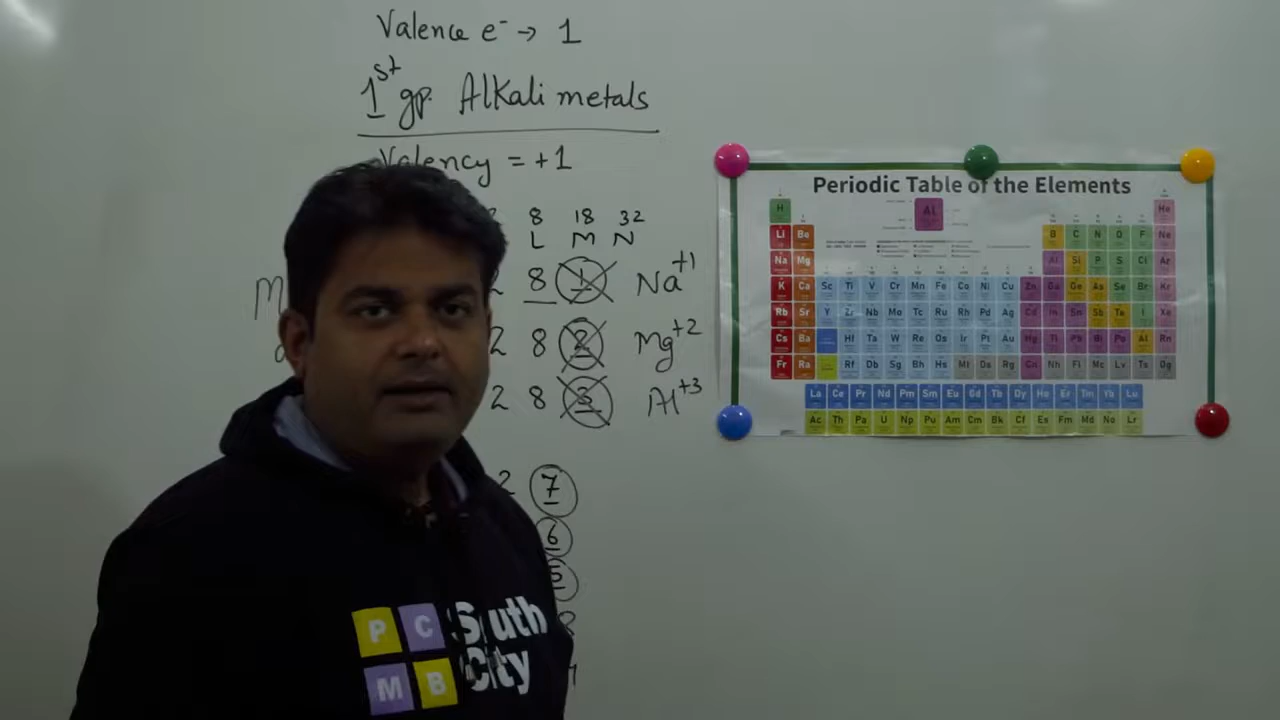 Valence e⁻ → 1
1st gp. Alkali metals
Valency = +1
8 18 32
L M N
2 8 1 Na+1
2 8 2 Mg+2
2 8 3 Al+3
2 7
6
5
P C
M B
South
City
Periodic Table of the Elements
Al
H He
Li Be B C N O F Ne
Na Mg Al Si P S Cl Ar
K Ca Sc Ti V Cr Mn Fe Co Ni Cu Zn Ga Ge As Se Br Kr
Rb Sr Y Zr Nb Mo Tc Ru Rh Pd Ag Cd In Sn Sb Te I Xe
Cs Ba Hf Ta W Re Os Ir Pt Au Hg Tl Pb Bi Po At Rn
Fr Ra Rf Db Sg Bh Hs Mt Ds Rg Cn Nh Fl Mc Lv Ts Og
La Ce Pr Nd Pm Sm Eu Gd Tb Dy Ho Er Tm Yb Lu
Ac Th Pa U Np Pu Am Cm Bk Cf Es Fm Md No Lr